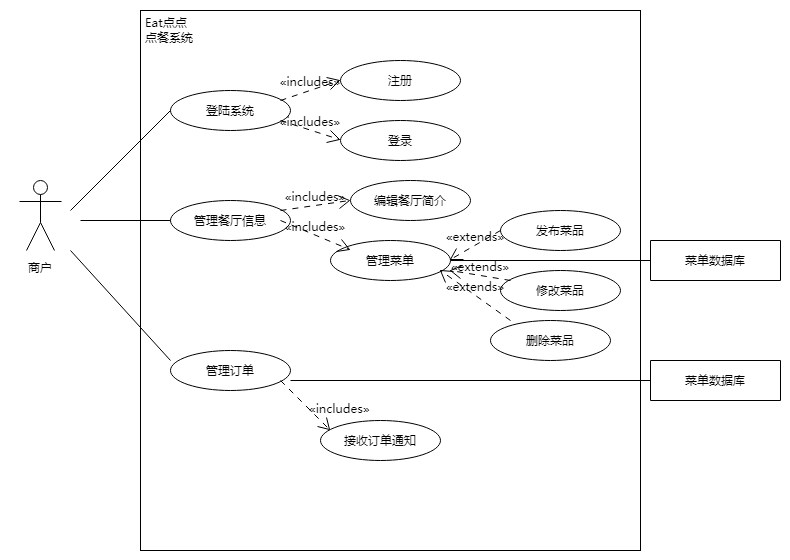 Eat点点
点餐系统
«includes»
注册
登陆系统
«includes»
登录
«includes»
编辑餐厅简介
管理餐厅信息
«includes»
发布菜品
«extends»
管理菜单
菜单数据库
«extends»
商户
«extends»
修改菜品
删除菜品
管理订单
菜单数据库
«includes»
接收订单通知